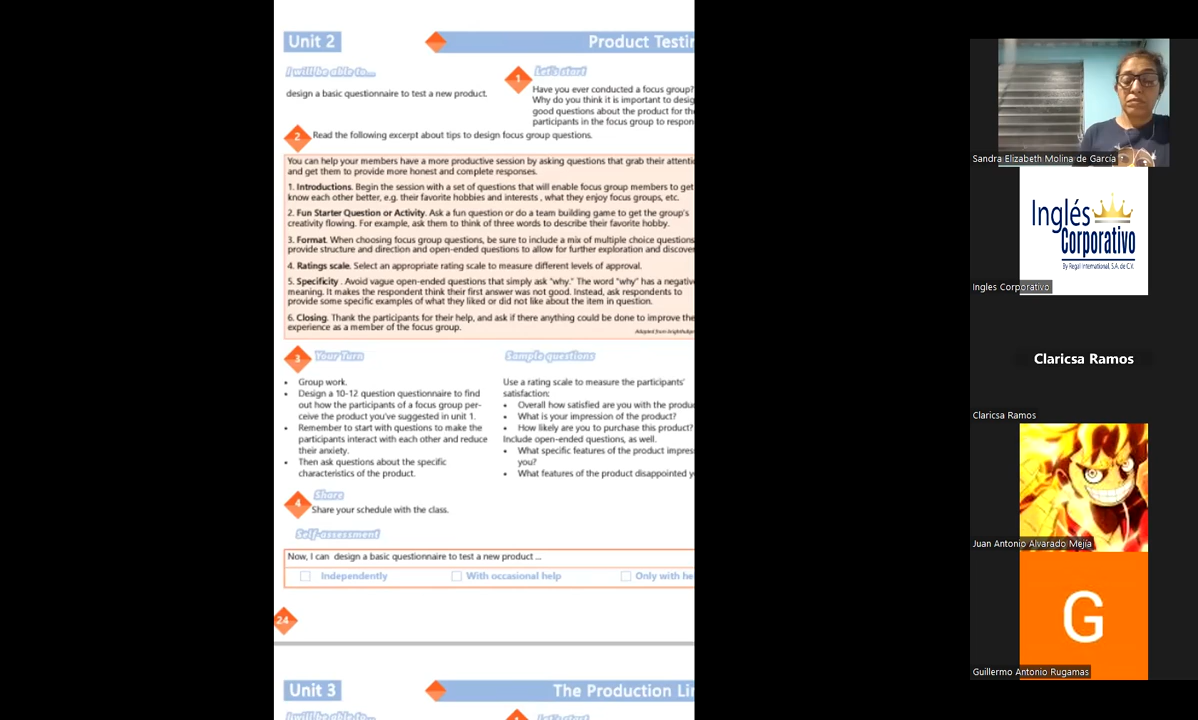 Unit 2
Product Testin
I will be able to...
design a basic questionnaire to test a new product.
1
Let's start
Have you ever conducted a focus group?
Why do you think it is important to desig
good questions about the product for th
participants in the focus group to respon
2
Read the following excerpt about tips to design focus group questions.
You can help your members have a more productive session by asking questions that grab their attenti
and get them to provide more honest and complete responses.
1. Introductions. Begin the session with a set of questions that will enable focus group members to get
know each other better, e.g. their favorite hobbies and interests , what they enjoy focus groups, etc.
2. Fun Starter Question or Activity. Ask a fun question or do a team building game to get the group's
creativity flowing. For example, ask them to think of three words to describe their favorite hobby.
3. Format. When choosing focus group questions, be sure to include a mix of multiple choice questions
provide structure and direction and open-ended questions to allow for further exploration and discover
4. Ratings scale. Select an appropriate rating scale to measure different levels of approval.
5. Specificity . Avoid vague open-ended questions that simply ask "why." The word "why" has a negative
meaning. It makes the respondent think their first answer was not good. Instead, ask respondents to
provide some specific examples of what they liked or did not like about the item in question.
6. Closing. Thank the participants for their help, and ask if there anything could be done to improve the
experience as a member of the focus group.
Adapted from
3
Your Turn
• Group work.
• Design a 10-12 question questionnaire to find
out how the participants of a focus group per-
ceive the product you've suggested in unit 1.
• Remember to start with questions to make the
participants interact with each other and reduce
their anxiety.
• Then ask questions about the specific
characteristics of the product.
Sample questions
Use a rating scale to measure the participants'
satisfaction:
• Overall how satisfied are you with the produ
• What is your impression of the product?
• How likely are you to purchase this product?
Include open-ended questions, as well.
• What specific features of the product impres
you?
• What features of the product disappointed y
4
Share
Share your schedule with the class.
Self-assessment
Now, I can design a basic questionnaire to test a new product ...
Independently
With occasional help
Only with he
24
Unit 3
The Production Li
I will be able to...
Let's start
Sandra Elizabeth Molina de García
Inglés
Corporativo
By Regal International, S.A. de C.V.
Ingles Corporativo
Claricsa Ramos
Claricsa Ramos
Juan Antonio Alvarado Mejía
G
Guillermo Antonio Rugamas